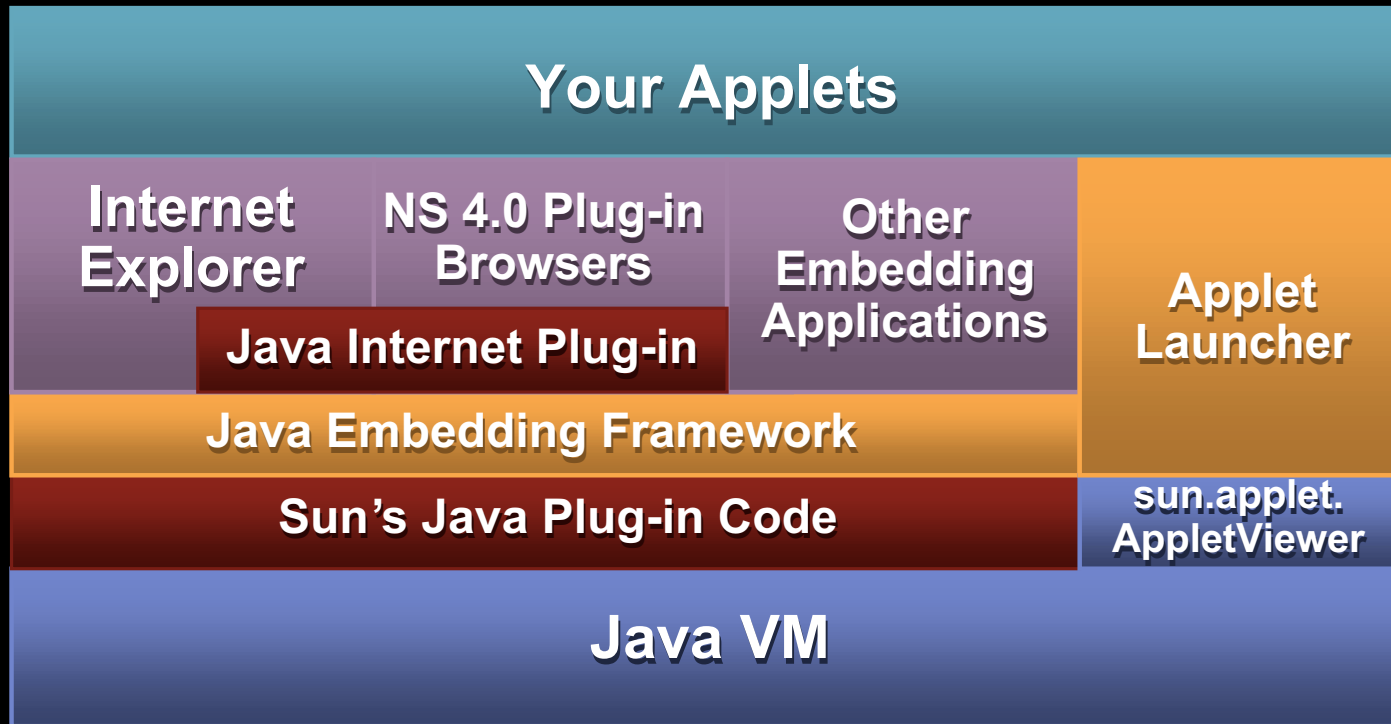 Your Applets
Internet
Explorer
NS 4.0 Plug-in
Browsers
Other
Embedding
Applications
Applet
Launcher
Java Internet Plug-in
Java Embedding Framework
Sun’s Java Plug-in Code
sun.applet.
AppletViewer
Java VM